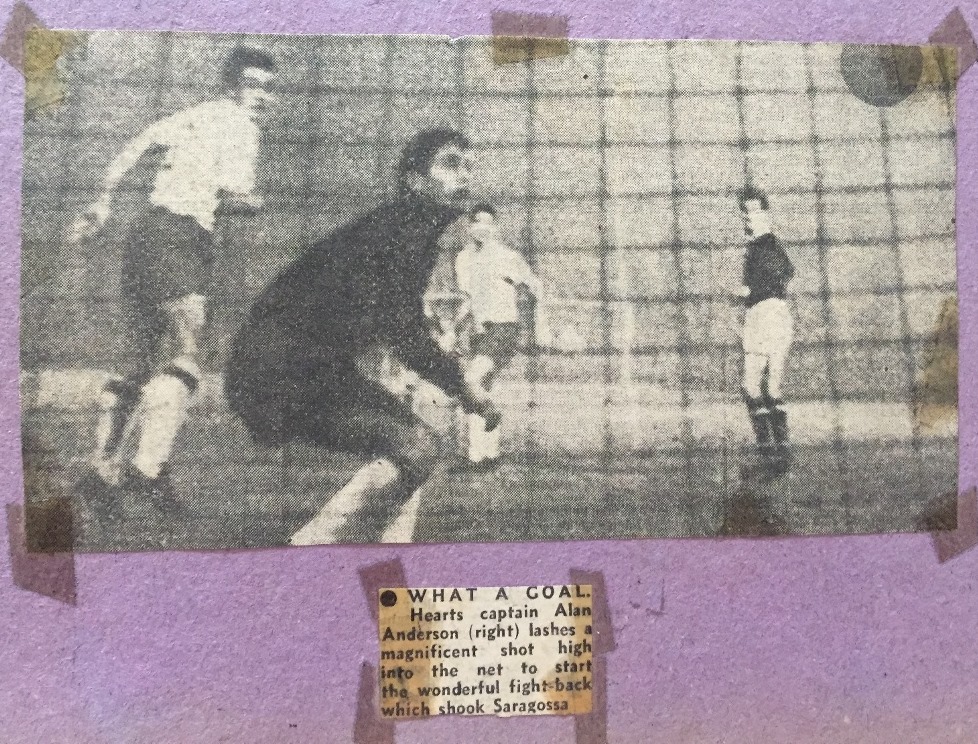 ● WHAT A GOAL.
Hearts captain Alan
Anderson (right) lashes a
magnificent shot high
into the net to start
the wonderful fight-back
which shook Saragossa